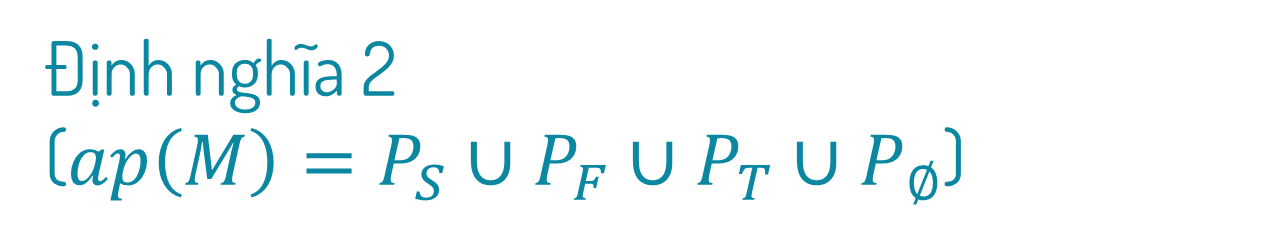 Định nghĩa 2
(ap(M) = P_S ∪ P_F ∪ P_T ∪ P_∅)